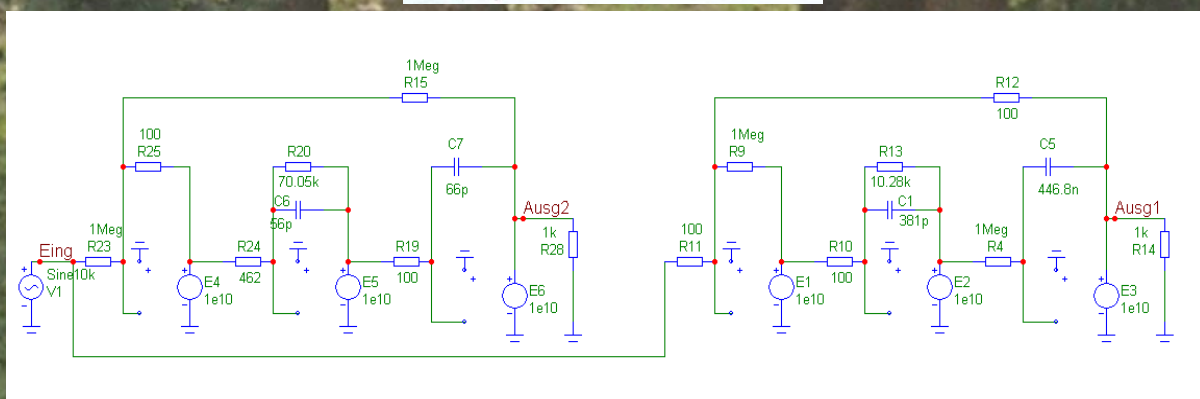 1Meg
R15
100
R25
R20
70.05k
C6
56p
C7
66p
Ausg2
1k
R28
Eing
1Meg
R23
Sine10k
V1
R24
462
R19
100
E4
1e10
E5
1e10
E6
1e10
R12
100
1Meg
R9
R13
10.28k
C1
381p
C5
446.8n
Ausg1
1k
R14
100
R11
R10
100
1Meg
R4
E1
1e10
E2
1e10
E3
1e10